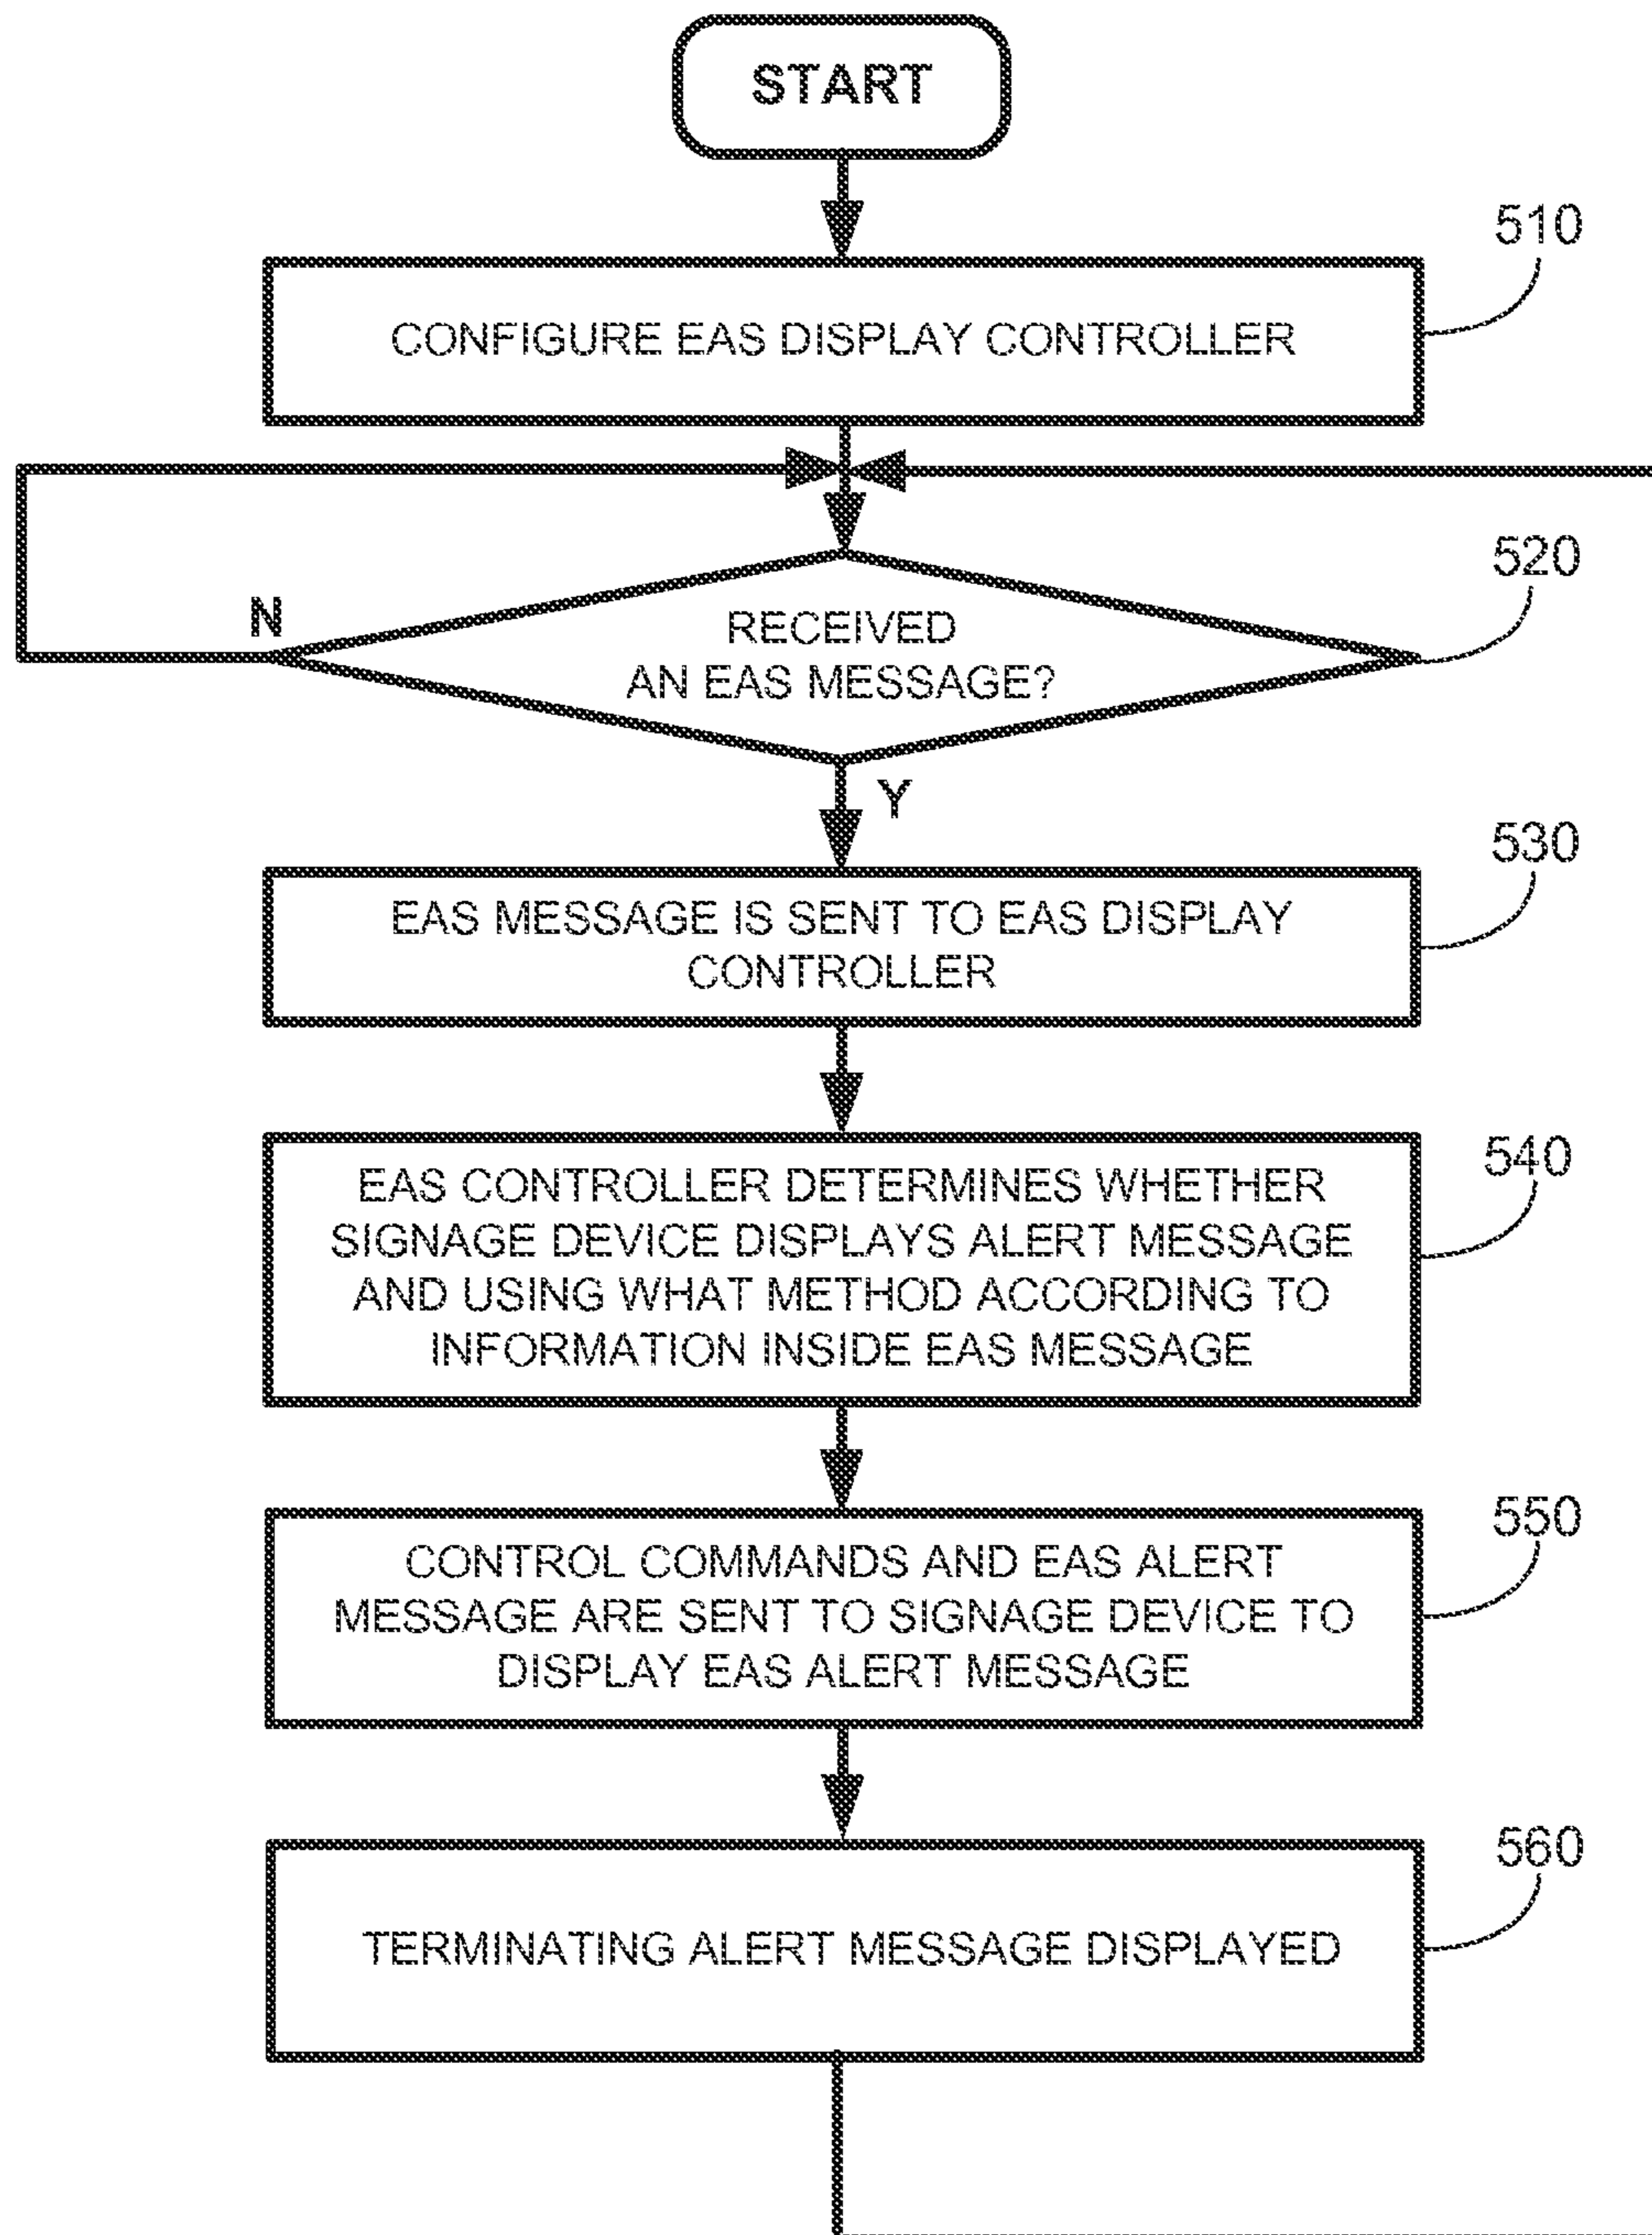 START
510
CONFIGURE EAS DISPLAY CONTROLLER
520
N
RECEIVED
AN EAS MESSAGE?
Y
530
EAS MESSAGE IS SENT TO EAS DISPLAY
CONTROLLER
540
EAS CONTROLLER DETERMINES WHETHER
SIGNAGE DEVICE DISPLAYS ALERT MESSAGE
AND USING WHAT METHOD ACCORDING TO
INFORMATION INSIDE EAS MESSAGE
550
CONTROL COMMANDS AND EAS ALERT
MESSAGE ARE SENT TO SIGNAGE DEVICE TO
DISPLAY EAS ALERT MESSAGE
560
TERMINATING ALERT MESSAGE DISPLAYED